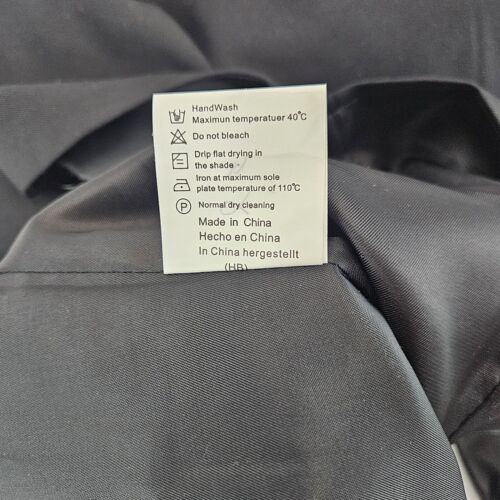 HandWash
Maximun temperatuer 40°C
Do not bleach
Drip flat drying in
the shade
Iron at maximum sole
plate temperature of 110°C
P Normal dry cleaning
Made in China
Hecho en China
In China hergestellt
(HB)